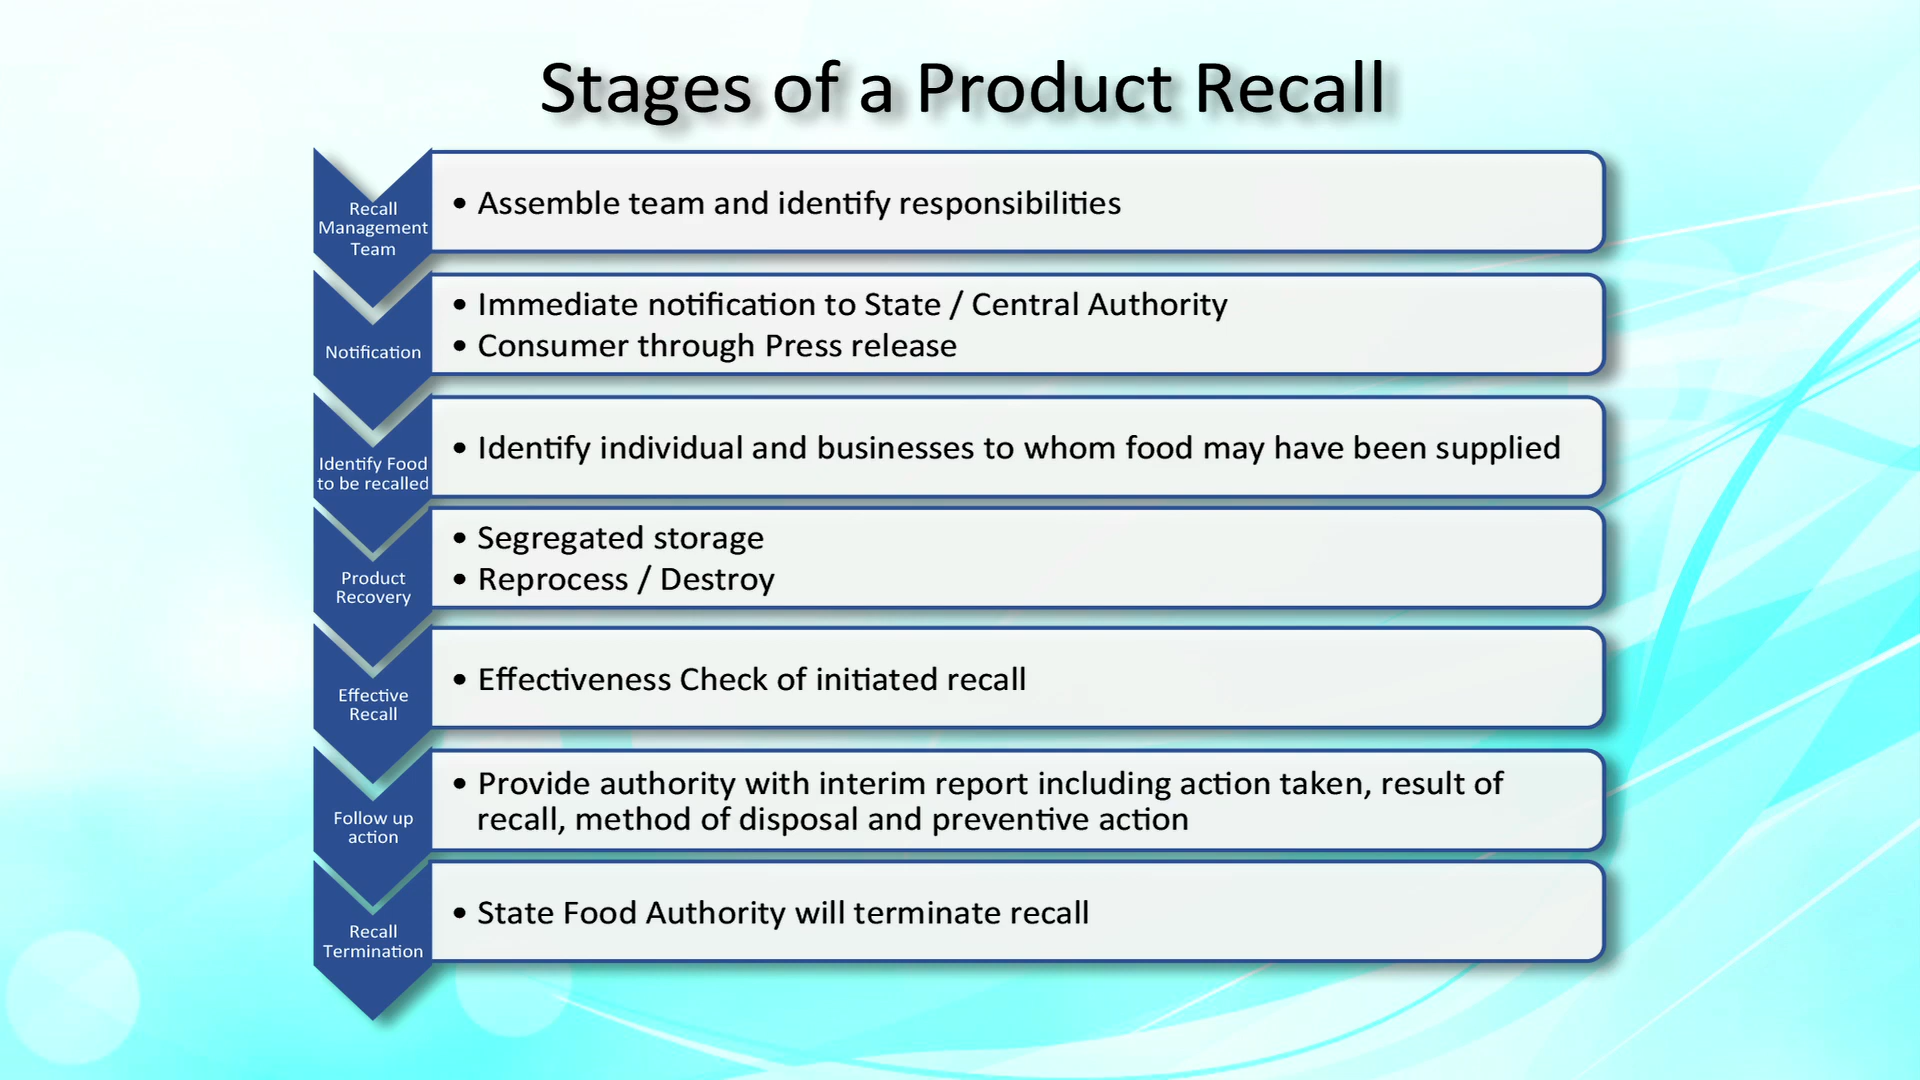 Stages of a Product Recall
Recall
Management
Team
• Assemble team and identify responsibilities
Notification
• Immediate notification to State / Central Authority
• Consumer through Press release
Identify Food
to be recalled
• Identify individual and businesses to whom food may have been supplied
Product
Recovery
• Segregated storage
• Reprocess / Destroy
Effective
Recall
• Effectiveness Check of initiated recall
Follow up
action
• Provide authority with interim report including action taken, result of
recall, method of disposal and preventive action
Recall
Termination
• State Food Authority will terminate recall